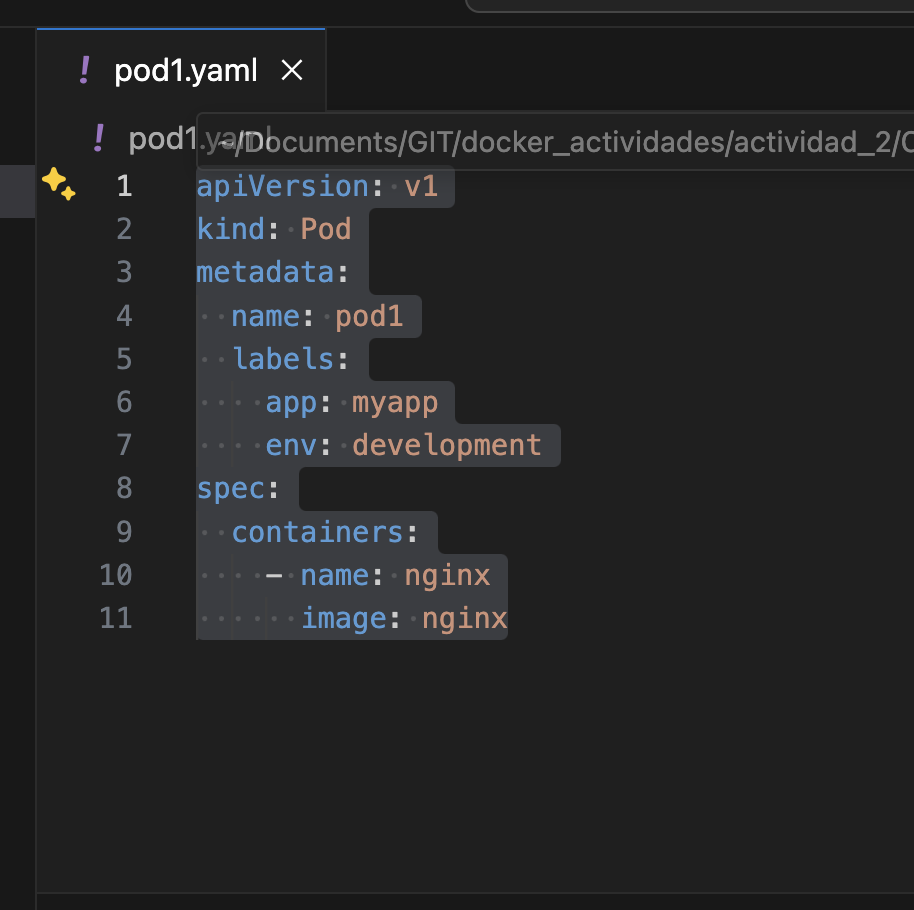 ! pod1.yaml ×
! pod1.yaml
~/Documents/GIT/docker_actividades/actividad_2/
1 apiVersion: v1
2 kind: Pod
3 metadata:
4   name: pod1
5   labels:
6     app: myapp
7     env: development
8 spec:
9   containers:
10     - name: nginx
11       image: nginx